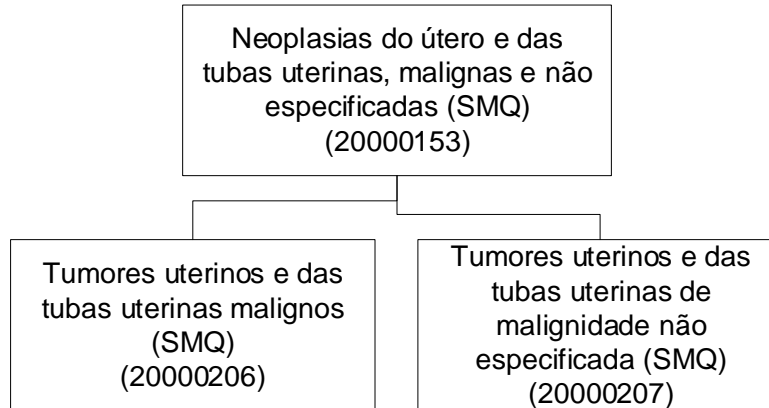 Neoplasias do útero e das
tubas uterinas, malignas e não
especificadas (SMQ)
(20000153)
Tumores uterinos e das
tubas uterinas malignos
(SMQ)
(20000206)
Tumores uterinos e das
tubas uterinas de
malignidade não
especificada (SMQ)
(20000207)